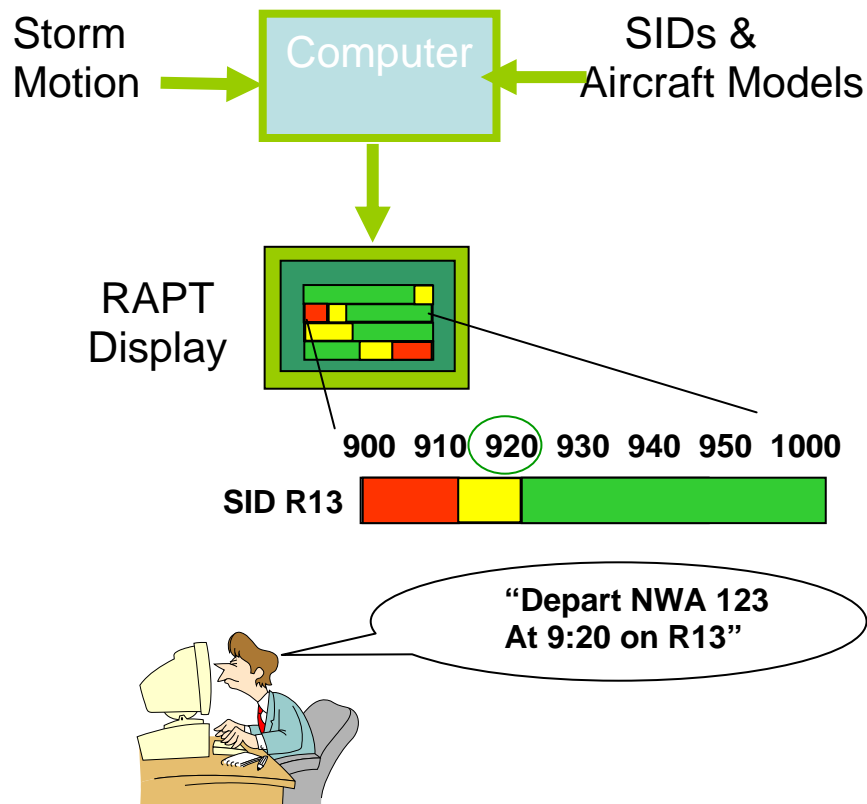 Storm
Motion
Computer
SIDs &
Aircraft Models
RAPT
Display
900 910 920 930 940 950 1000
SID R13
“Depart NWA 123
At 9:20 on R13”